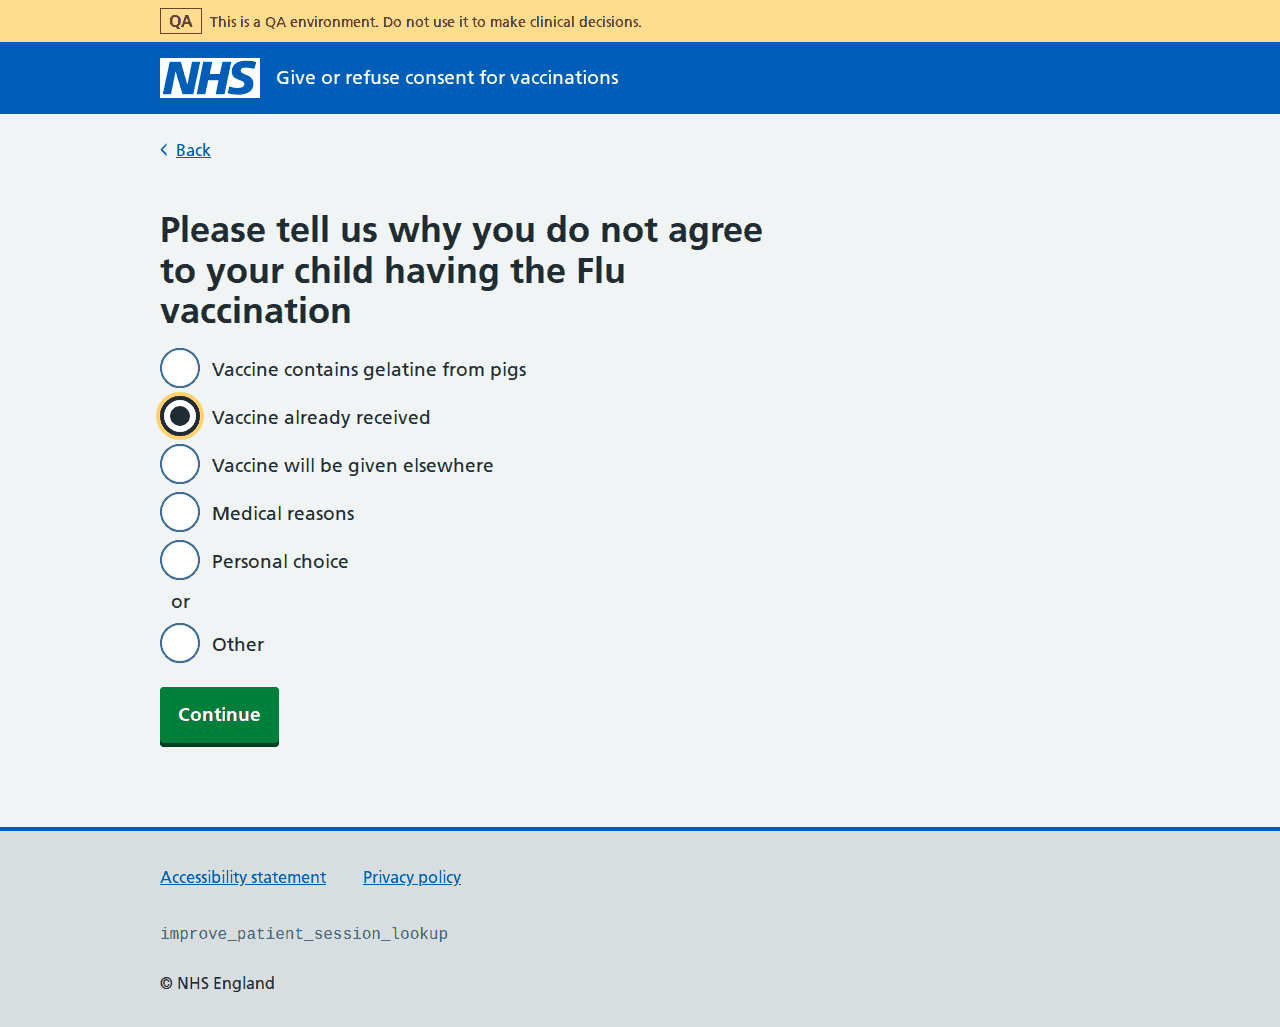 QA This is a QA environment. Do not use it to make clinical decisions.
NHS Give or refuse consent for vaccinations
Back
Please tell us why you do not agree
to your child having the Flu
vaccination
Vaccine contains gelatine from pigs
Vaccine already received
Vaccine will be given elsewhere
Medical reasons
Personal choice
or
Other
Continue
Accessibility statement Privacy policy
improve_patient_session_lookup
© NHS England